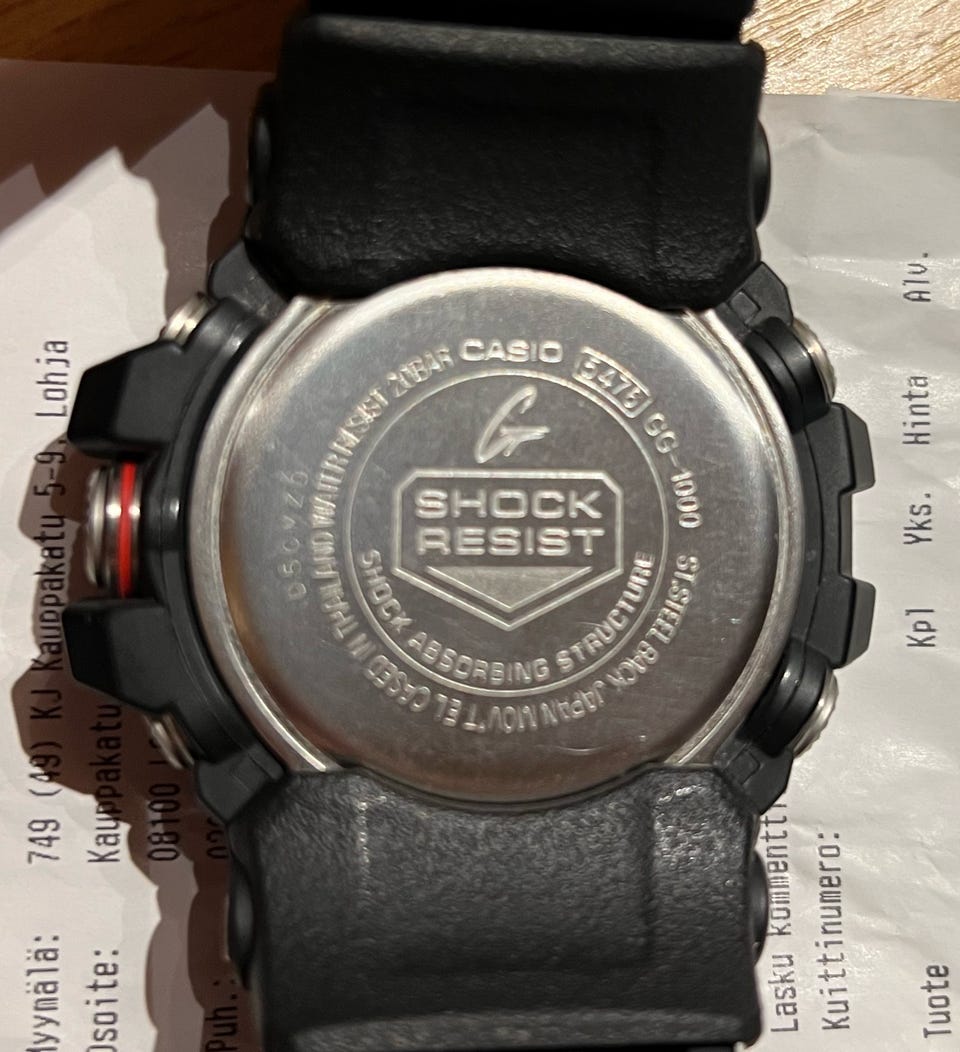 CASIO 5476 GG-1000
ST.STEEL BACK JAPAN MOV'T EL CASED IN THAILAND WATER RESIST 20BAR
G
SHOCK
RESIST
SHOCK ABSORBING STRUCTURE
749 (49) KJ Kauppakatu 5-9, Lohja
Myymälä:
Osoite:
Kauppakatu
08100
Puh.:
Lasku kommentti
Kuittinumero:
Tuote Kpl Yks. Hinta Alv.